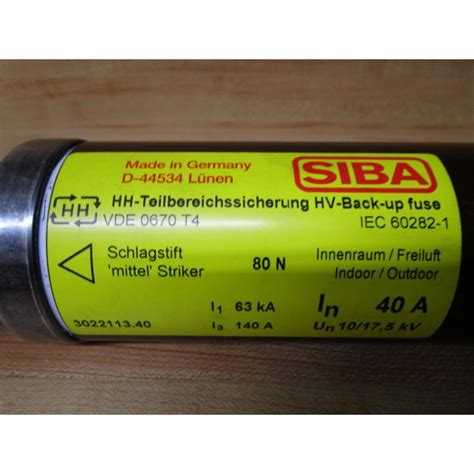 Made in Germany
D-44534 Lünen
SIBA
HH
HH-Teilbereichssicherung HV-Back-up fuse
VDE 0670 T4
IEC 60282-1
Schlagstift
'mittel' Striker
80 N
Innenraum / Freiluft
Indoor / Outdoor
I1 63 kA
I3 140 A
In 40 A
Un 10/17,5 kV
3022113.40